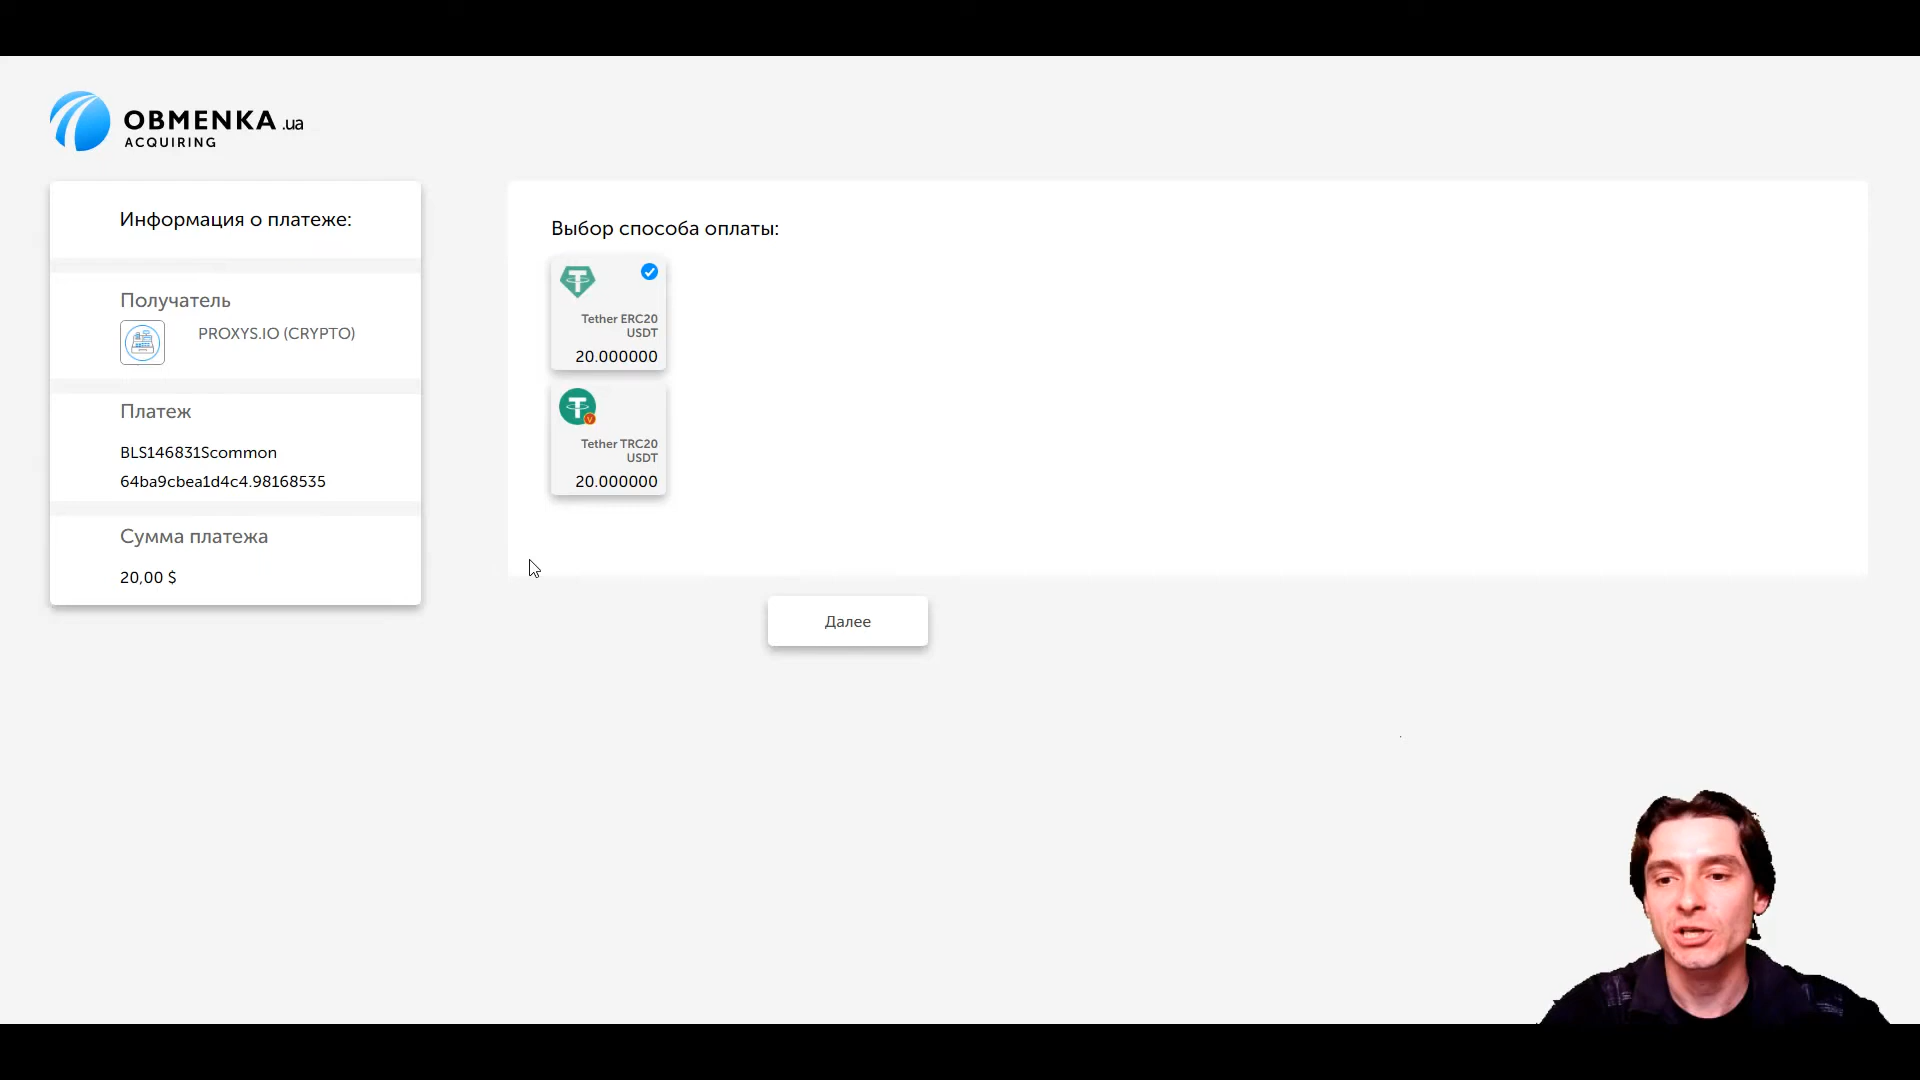 OBMENKA .ua
ACQUIRING
Информация о платеже:
Получатель
PROXYS.IO (CRYPTO)
Платеж
BLS146831Scommon
64ba9cbea1d4c4.98168535
Сумма платежа
20,00 $
Выбор способа оплаты:
Tether ERC20
USDT
20.000000
Tether TRC20
USDT
20.000000
Далее